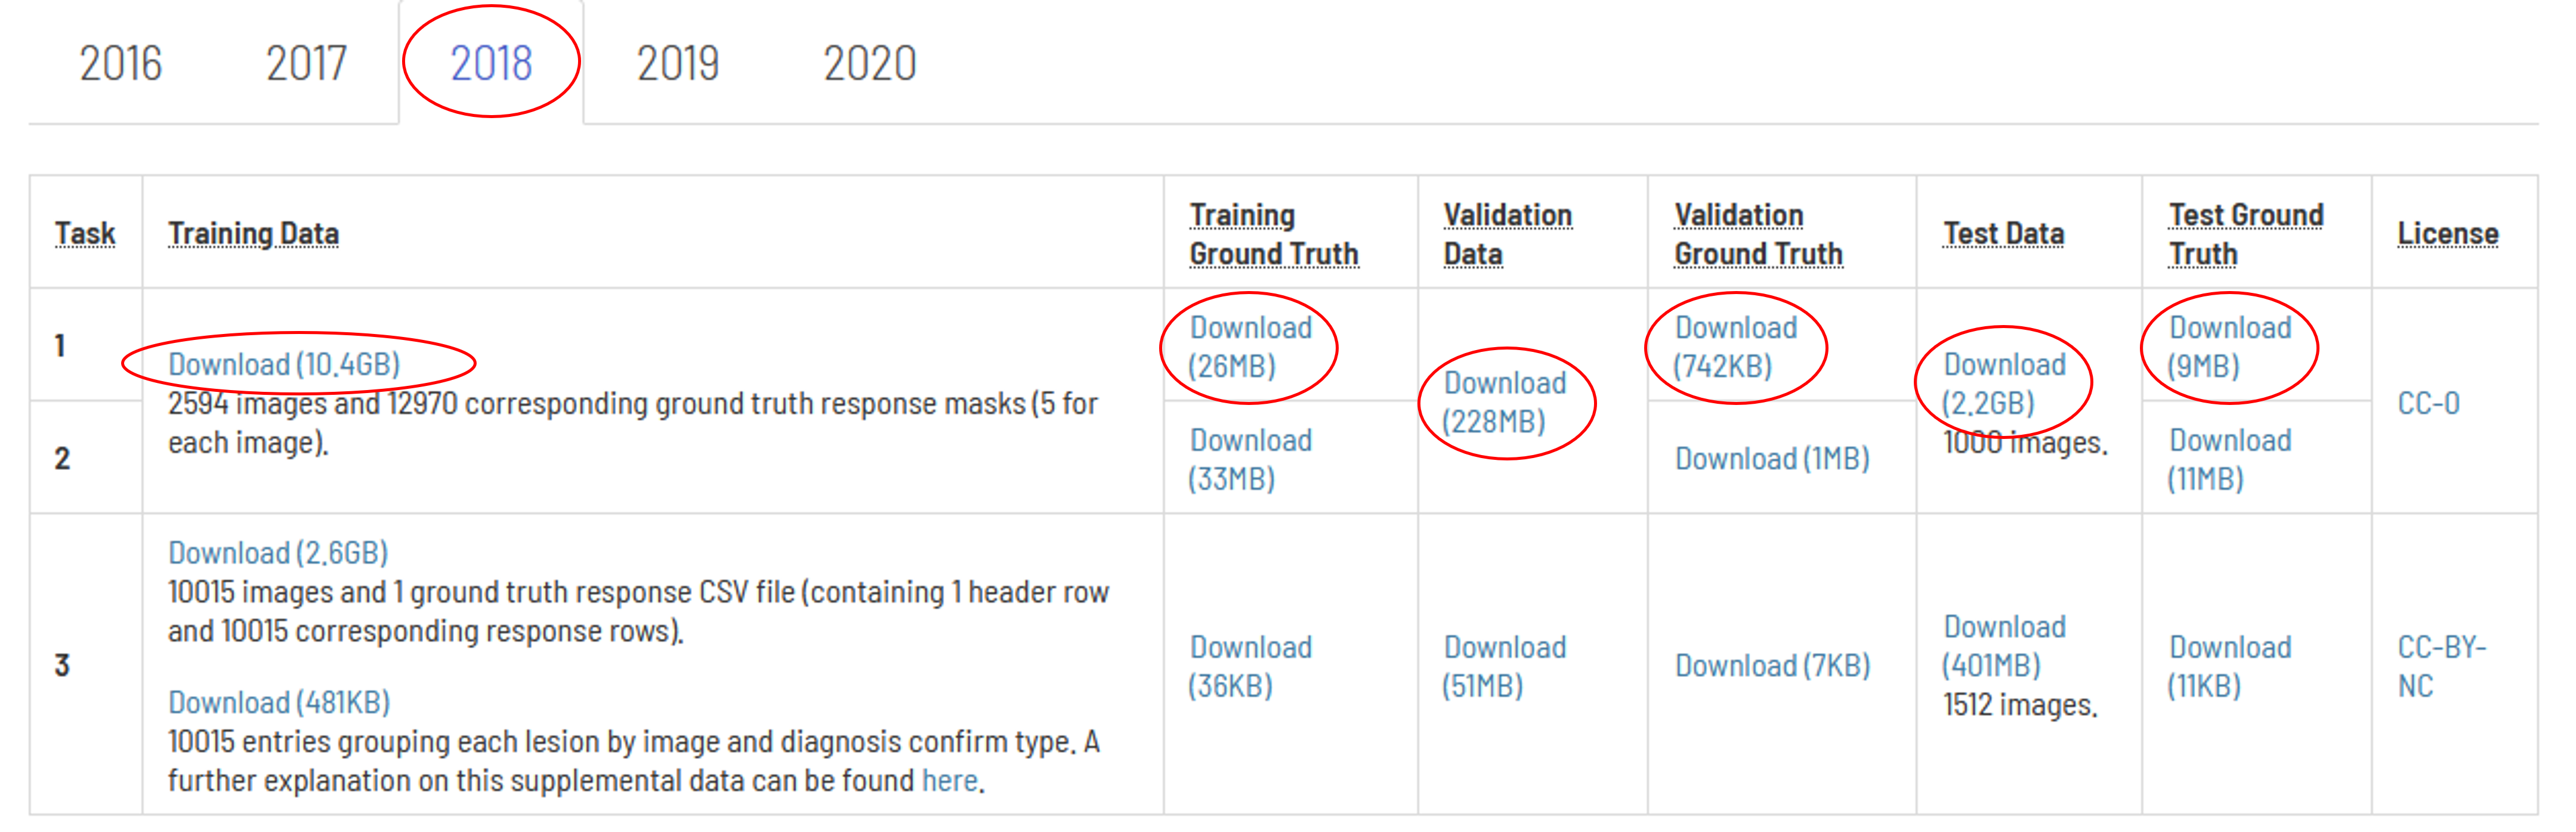 2016 2017 2018 2019 2020
Task
Training Data
Training
Ground Truth
Validation
Data
Validation
Ground Truth
Test Data
Test Ground
Truth
License
1
Download (10.4GB)
2594 images and 12970 corresponding ground truth response masks (5 for
each image).
Download
(26MB)
Download
(228MB)
Download
(742KB)
Download
(2.2GB)
1000 images.
Download
(9MB)
CC-0
2
Download
(33MB)
Download (1MB)
Download
(11MB)
3
Download (2.6GB)
10015 images and 1 ground truth response CSV file (containing 1 header row
and 10015 corresponding response rows).
Download (481KB)
10015 entries grouping each lesion by image and diagnosis confirm type. A
further explanation on this supplemental data can be found here.
Download
(36KB)
Download
(51MB)
Download (7KB)
Download
(401MB)
1512 images.
Download
(11KB)
CC-BY-
NC